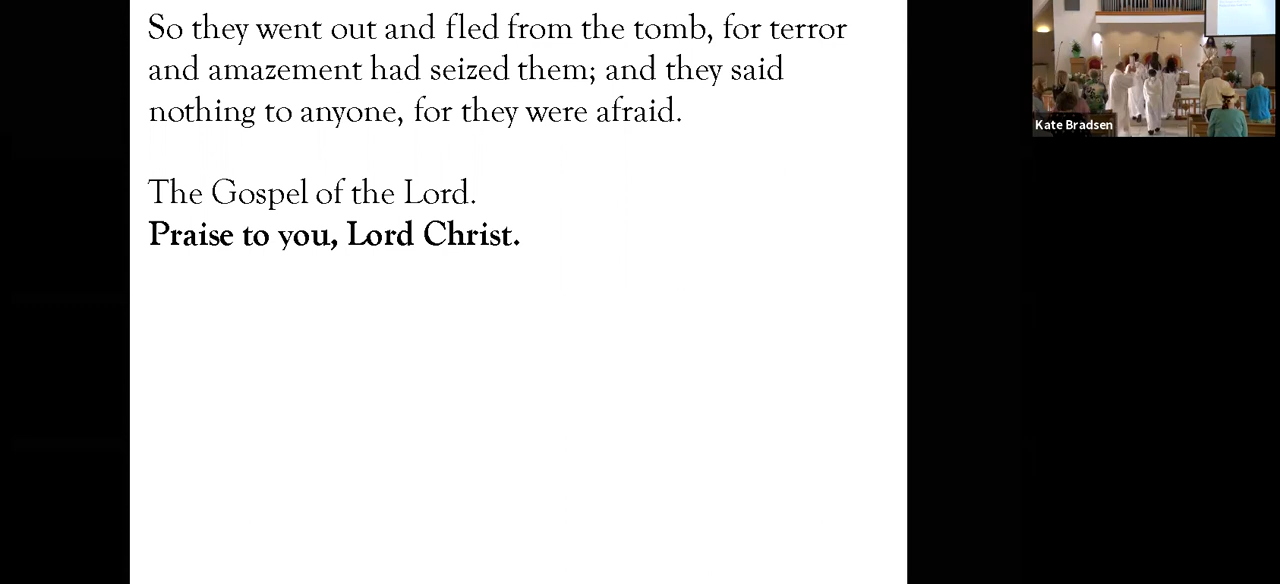 So they went out and fled from the tomb, for terror
and amazement had seized them; and they said
nothing to anyone, for they were afraid.
The Gospel of the Lord.
Praise to you, Lord Christ.
Kate Bradsen